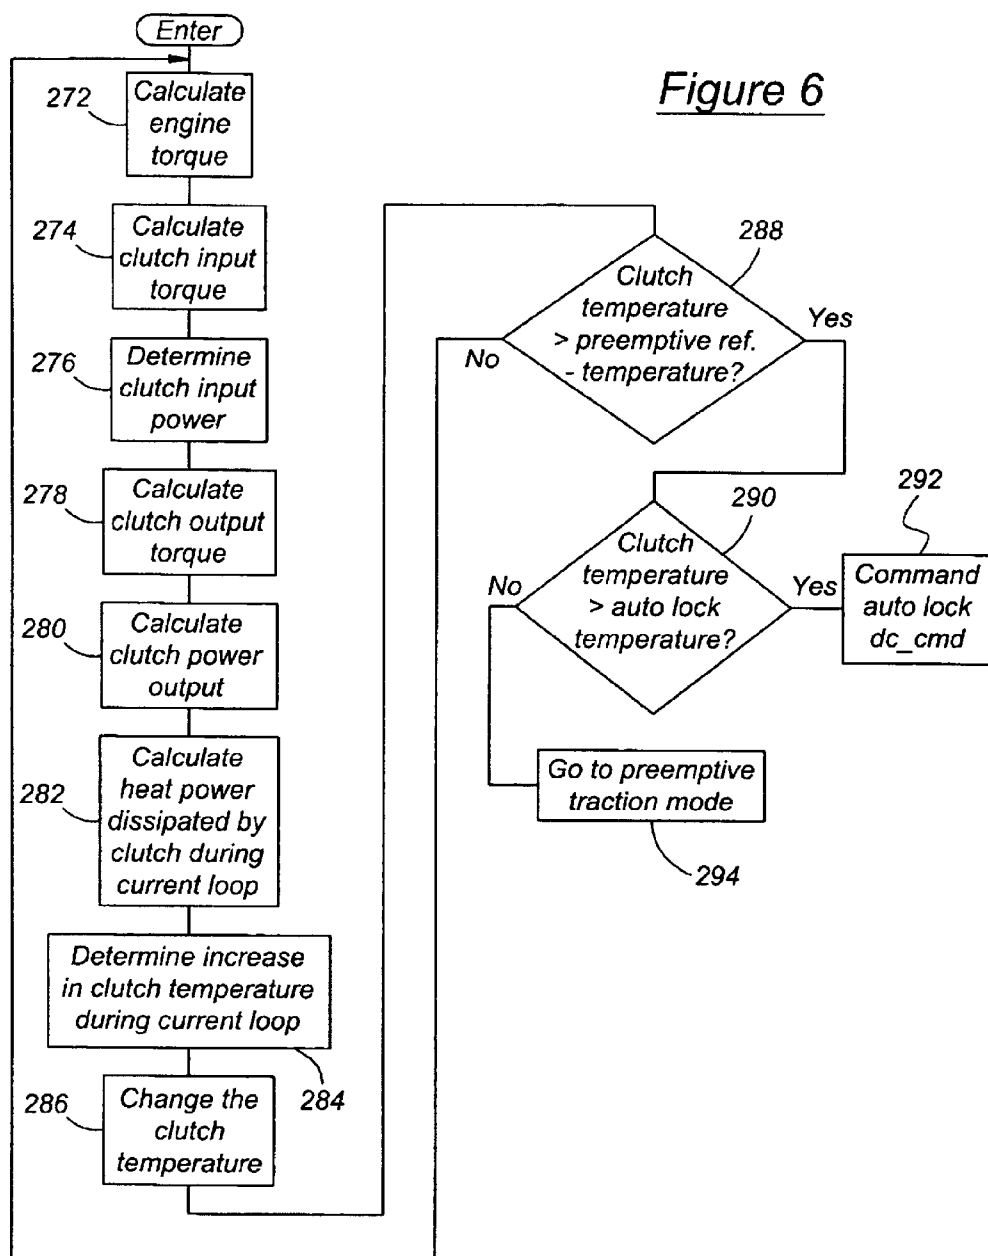 Enter
Figure 6
272
Calculate
engine
torque
274
Calculate
clutch input
torque
276
Determine
clutch input
power
278
Calculate
clutch output
torque
280
Calculate
clutch power
output
282
Calculate
heat power
dissipated by
clutch during
current loop
Determine increase
in clutch temperature
during current loop
284
286
Change the
clutch
temperature
288
Clutch
temperature
> preemptive ref.
- temperature?
No
Yes
290
Clutch
temperature
> auto lock
temperature?
No
Yes
292
Command
auto lock
dc_cmd
Go to preemptive
traction mode
294